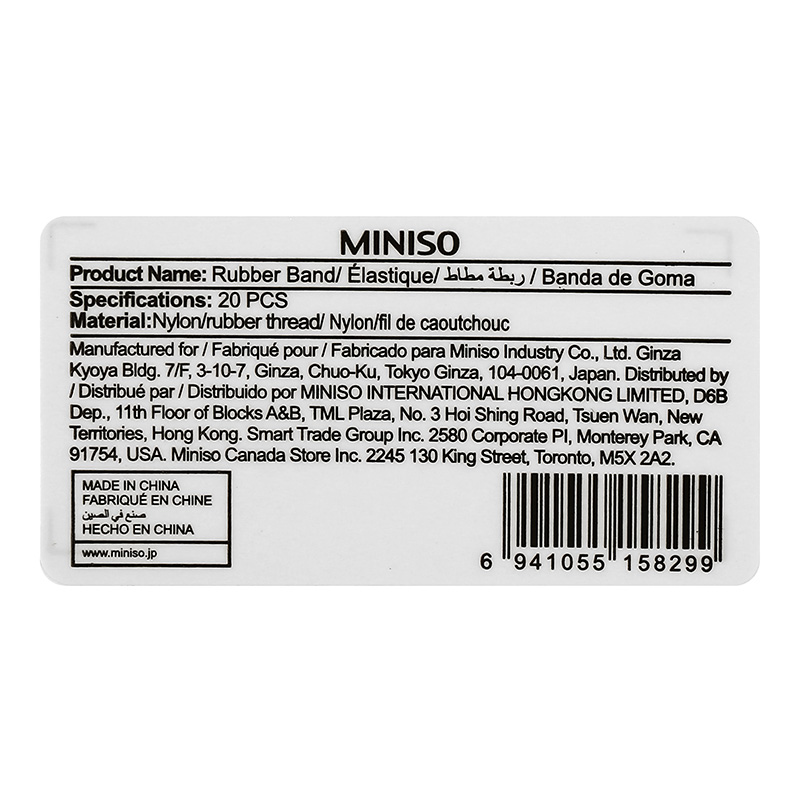 MINISO
Product Name: Rubber Band/ Élastique/ ربطة مطاط / Banda de Goma
Specifications: 20 PCS
Material:Nylon/rubber thread/ Nylon/fil de caoutchouc
Manufactured for / Fabriqué pour / Fabricado para Miniso Industry Co., Ltd. Ginza
Kyoya Bldg. 7/F, 3-10-7, Ginza, Chuo-Ku, Tokyo Ginza, 104-0061, Japan. Distributed by
/ Distribué par / Distribuido por MINISO INTERNATIONAL HONGKONG LIMITED, D6B
Dep., 11th Floor of Blocks A&B, TML Plaza, No. 3 Hoi Shing Road, Tsuen Wan, New
Territories, Hong Kong. Smart Trade Group Inc. 2580 Corporate Pl, Monterey Park, CA
91754, USA. Miniso Canada Store Inc. 2245 130 King Street, Toronto, M5X 2A2.
MADE IN CHINA
FABRIQUÉ EN CHINE
صنع في الصين
HECHO EN CHINA
www.miniso.jp
6 941055 158299